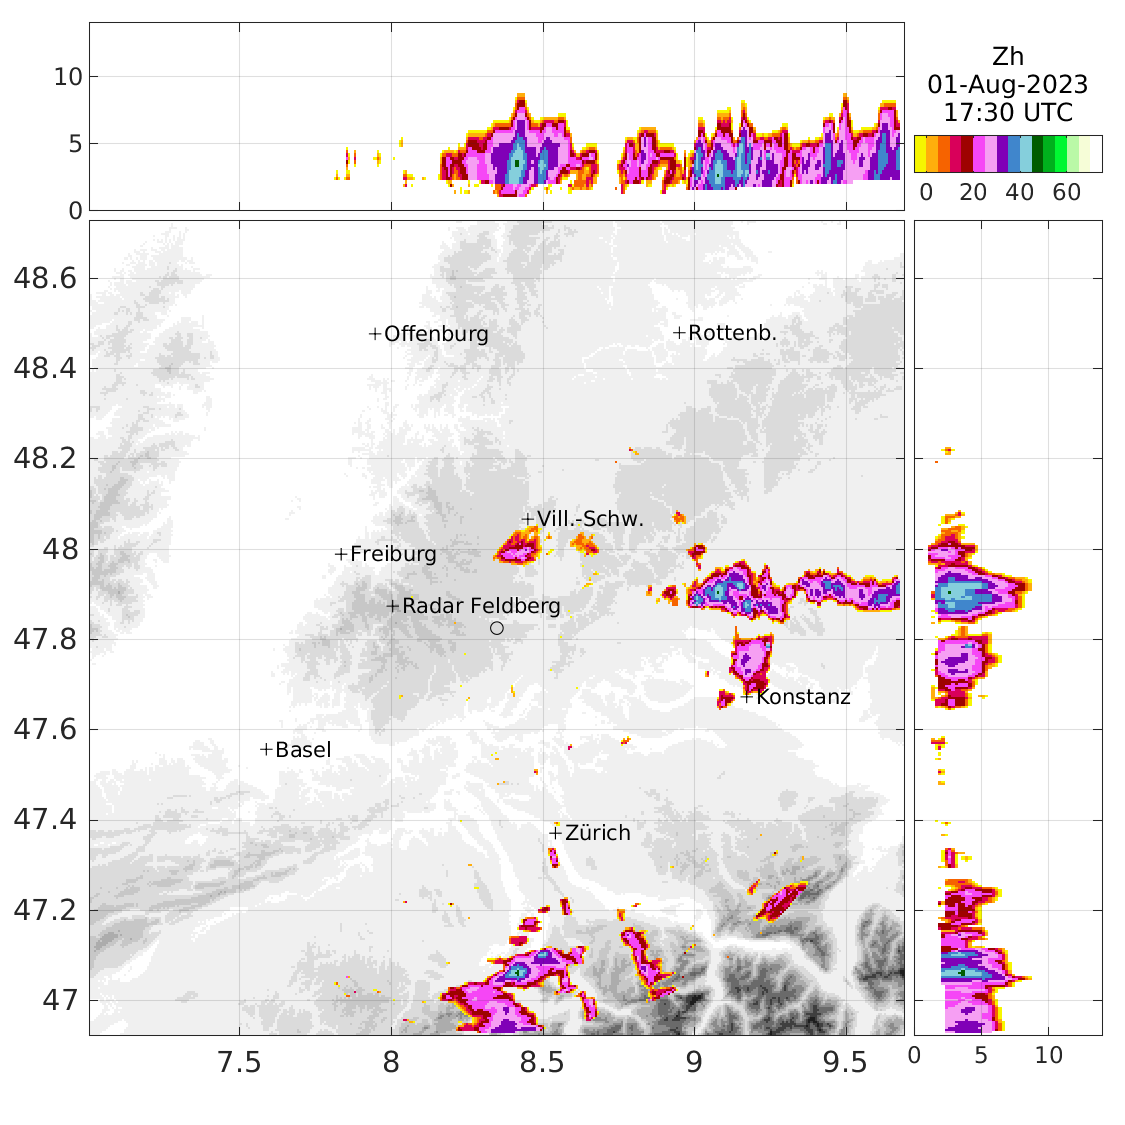 Zh
01-Aug-2023
17:30 UTC
0 20 40 60
10
5
0
48.6
48.4
48.2
48
47.8
47.6
47.4
47.2
47
+Offenburg
+Rottenb.
+Vill.-Schw.
+Freiburg
+Radar Feldberg
+Konstanz
+Basel
+Zürich
7.5 8 8.5 9 9.5
0 5 10